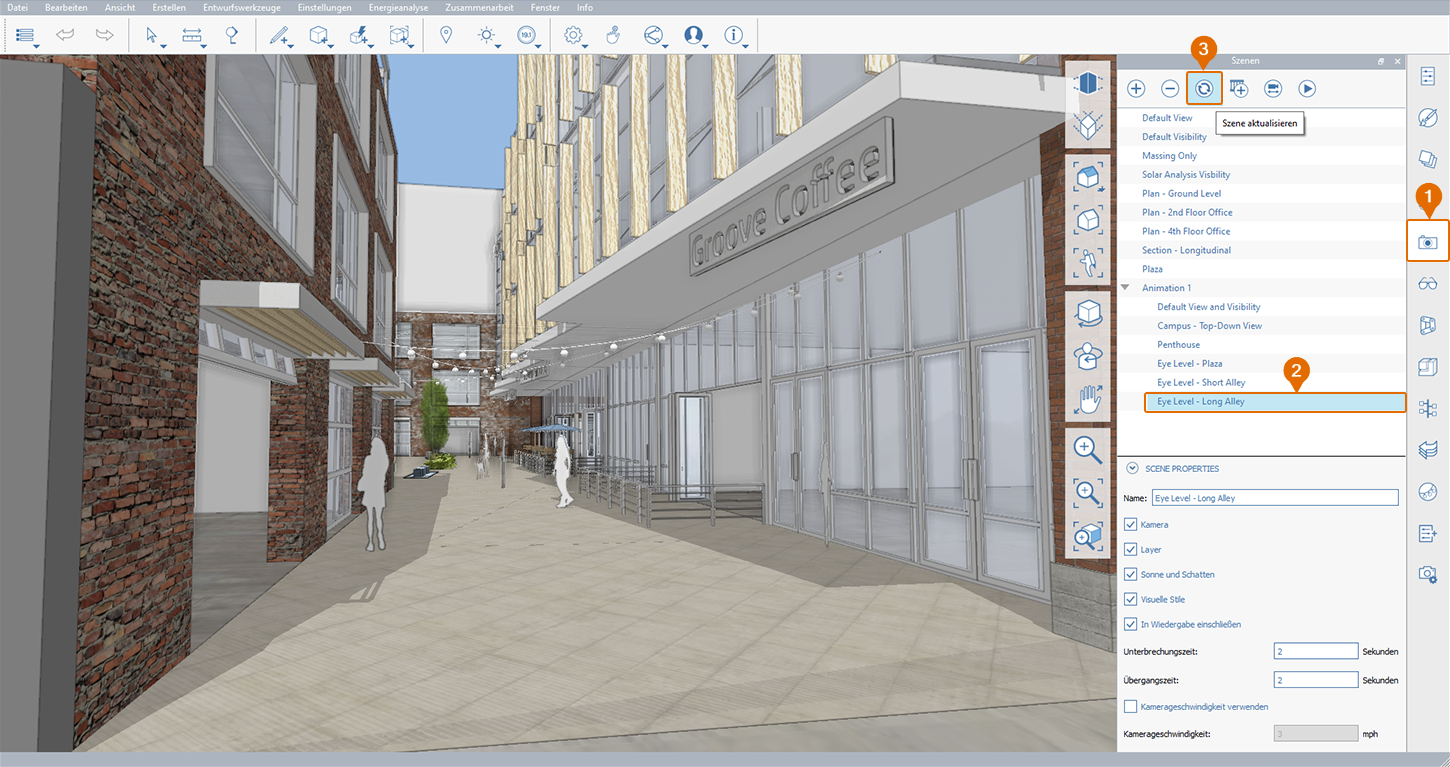 Datei Bearbeiten Ansicht Erstellen Entwurfswerkzeuge Einstellungen Energieanalyse Zusammenarbeit Fenster Info
19.1
3
Szenen
Szene aktualisieren
Default View
Default Visibility
Massing Only
Solar Analysis Visbility
Plan - Ground Level
Plan - 2nd Floor Office
Plan - 4th Floor Office
Section - Longitudinal
Plaza
Animation 1
Default View and Visibility
Campus - Top-Down View
Penthouse
Eye Level - Plaza
Eye Level - Short Alley
Eye Level - Long Alley
1
2
Groove Coffee
SCENE PROPERTIES
Name: Eye Level - Long Alley
Kamera
Layer
Sonne und Schatten
Visuelle Stile
In Wiedergabe einschließen
Unterbrechungszeit: 2 Sekunden
Übergangszeit: 2 Sekunden
Kamerageschwindigkeit verwenden
Kamerageschwindigkeit: 3 mph